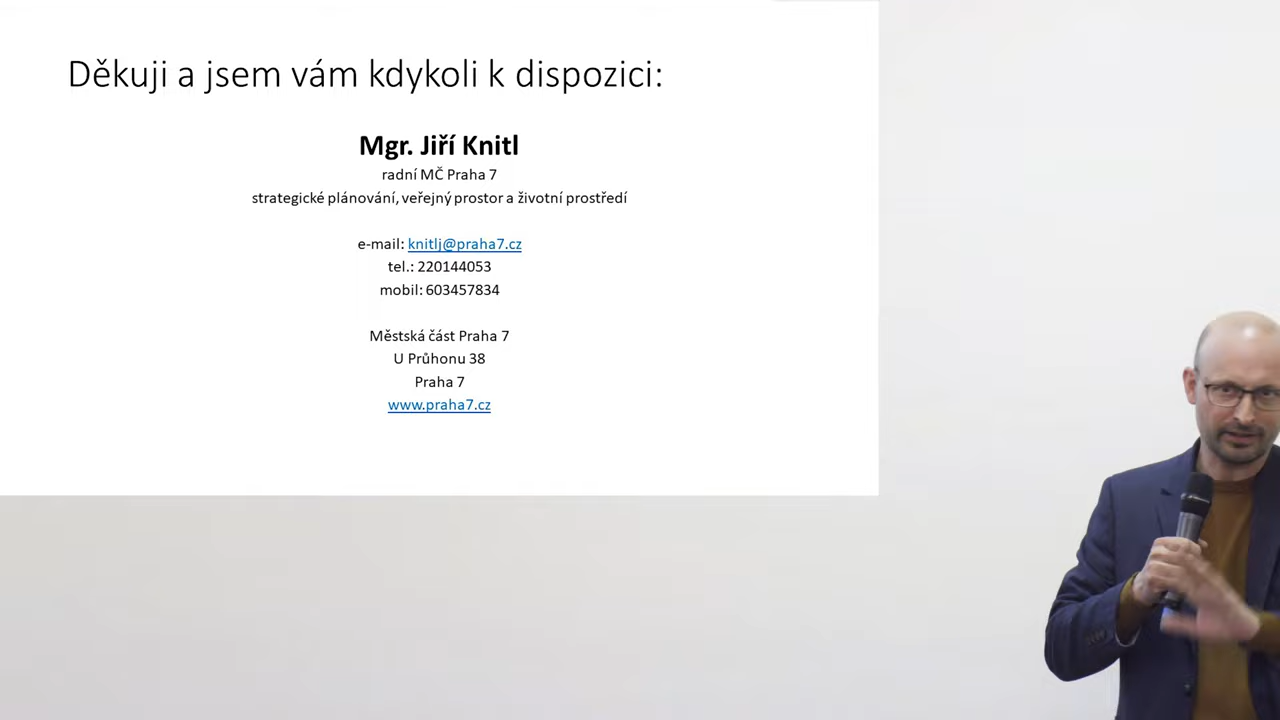 Děkuji a jsem vám kdykoli k dispozici:
Mgr. Jiří Knitl
radní MČ Praha 7
strategické plánování, veřejný prostor a životní prostředí
e-mail: knitlj@praha7.cz
tel.: 220144053
mobil: 603457834
Městská část Praha 7
U Průhonu 38
Praha 7
www.praha7.cz